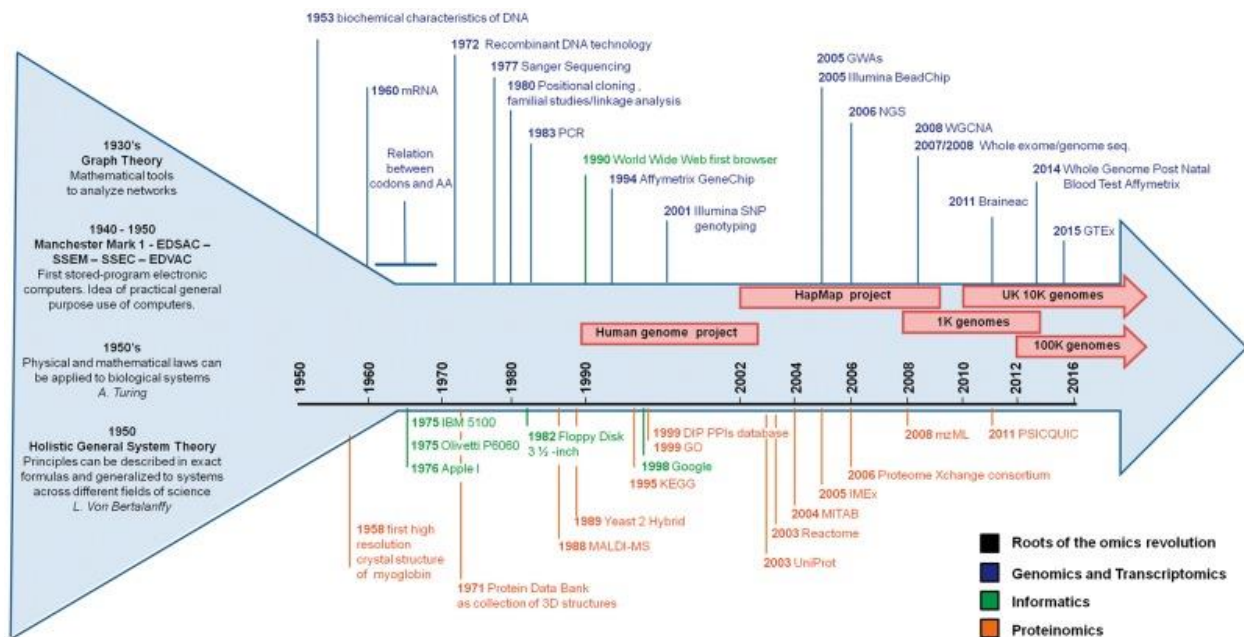 1953 biochemical characteristics of DNA
1972 Recombinant DNA technology
1977 Sanger Sequencing
1980 Positional cloning ,
familial studies/linkage analysis
1960 mRNA
1983 PCR
Relation
between
codons and AA
1990 World Wide Web first browser
1994 Affymetrix GeneChip
2001 Illumina SNP
genotyping
2005 GWAs
2005 Illumina BeadChip
2006 NGS
2008 WGCNA
2007/2008 Whole exome/genome seq.
2014 Whole Genome Post Natal
Blood Test Affymetrix
2011 Braineac
2015 GTEx
1930's
Graph Theory
Mathematical tools
to analyze networks
1940 - 1950
Manchester Mark 1 - EDSAC –
SSEM – SSEC – EDVAC
First stored-program electronic
computers. Idea of practical general
purpose use of computers.
1950's
Physical and mathematical laws can
be applied to biological systems
A. Turing
1950
Holistic General System Theory
Principles can be described in exact
formulas and generalized to systems
across different fields of science
L. Von Bertalanffy
HapMap project
UK 10K genomes
1K genomes
Human genome project
100K genomes
1950 1960 1970 1980 1990 2002 2004 2006 2008 2010 2012 2016
1975 IBM 5100
1975 Olivetti P6060
1976 Apple I
1982 Floppy Disk
3 ½ -inch
1999 DIP PPIs database
1999 GO
1998 Google
1995 KEGG
1989 Yeast 2 Hybrid
1988 MALDI-MS
1958 first high
resolution
crystal structure
of myoglobin
1971 Protein Data Bank
as collection of 3D structures
2008 mzML
2011 PSICQUIC
2006 Proteome Xchange consortium
2005 IMEx
2004 MITAB
2003 Reactome
2003 UniProt
Roots of the omics revolution
Genomics and Transcriptomics
Informatics
Proteinomics